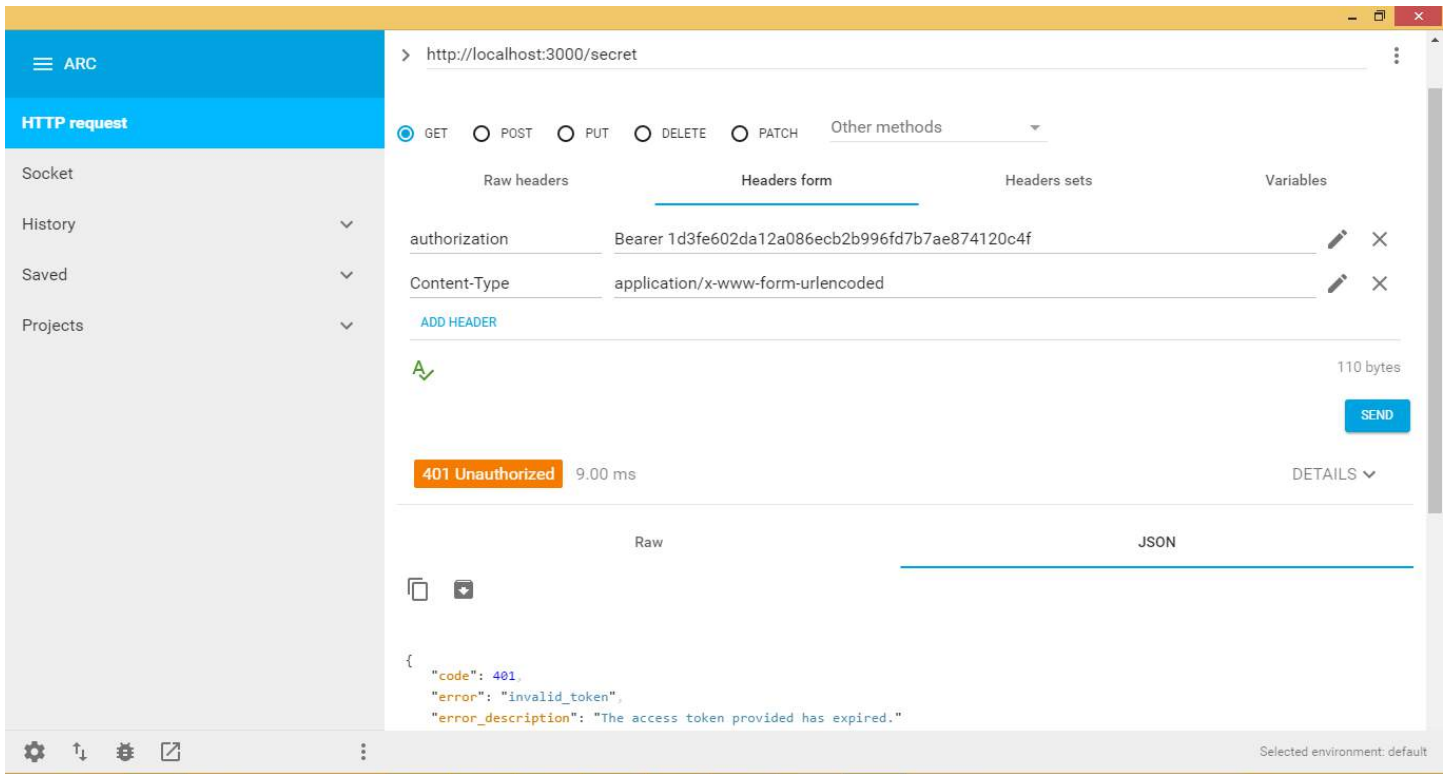 ARC
HTTP request
Socket
History
Saved
Projects
http://localhost:3000/secret
GET POST PUT DELETE PATCH Other methods
Raw headers Headers form Headers sets Variables
authorization Bearer 1d3fe602da12a086ecb2b996fd7b7ae874120c4f
Content-Type application/x-www-form-urlencoded
ADD HEADER
110 bytes
SEND
401 Unauthorized 9.00 ms DETAILS
Raw JSON
{
"code": 401,
"error": "invalid_token",
"error_description": "The access token provided has expired."
Selected environment: default